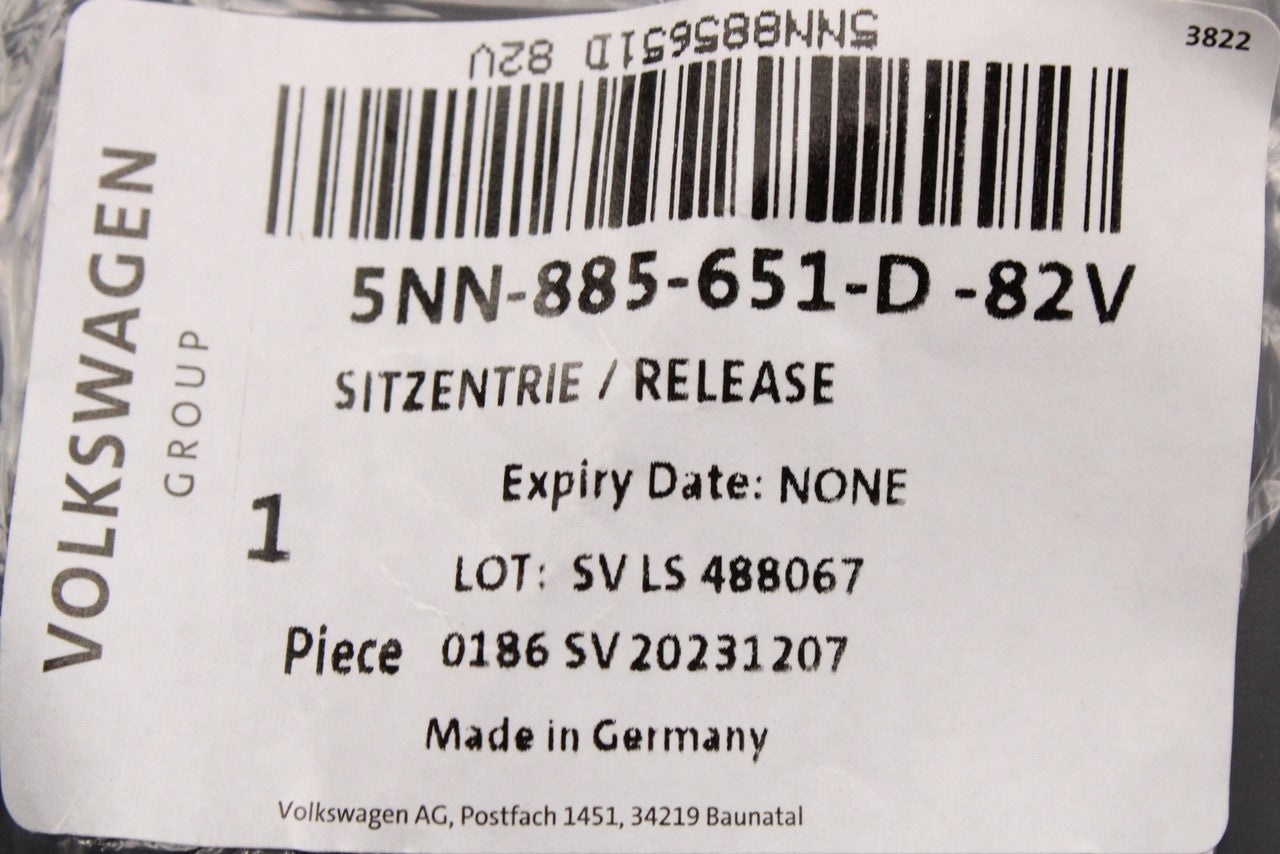 3822
5NN885651D 82V
5NN-885-651-D -82V
SITZENTRIE / RELEASE
Expiry Date: NONE
1
LOT: SV LS 488067
Piece 0186 SV 20231207
Made in Germany
Volkswagen AG, Postfach 1451, 34219 Baunatal
VOLKSWAGEN
GROUP